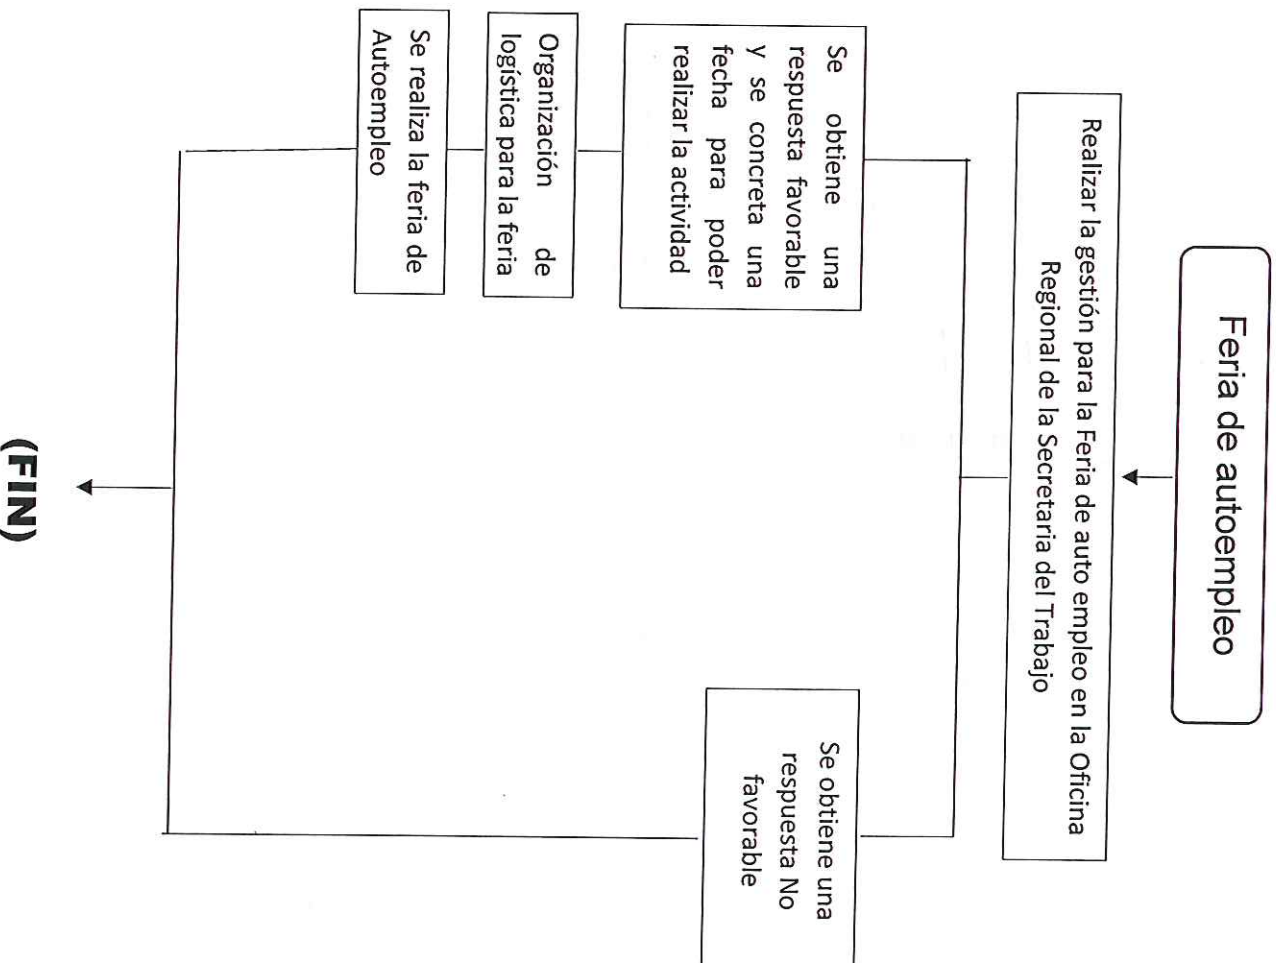 Feria de autoempleo
Realizar la gestión para la Feria de auto empleo en la Oficina
Regional de la Secretaria del Trabajo
Se obtiene una
respuesta favorable
y se concreta una
fecha para poder
realizar la actividad
Organización de
logística para la feria
Se realiza la feria de
Autoempleo
Se obtiene una
respuesta No
favorable
(FIN)